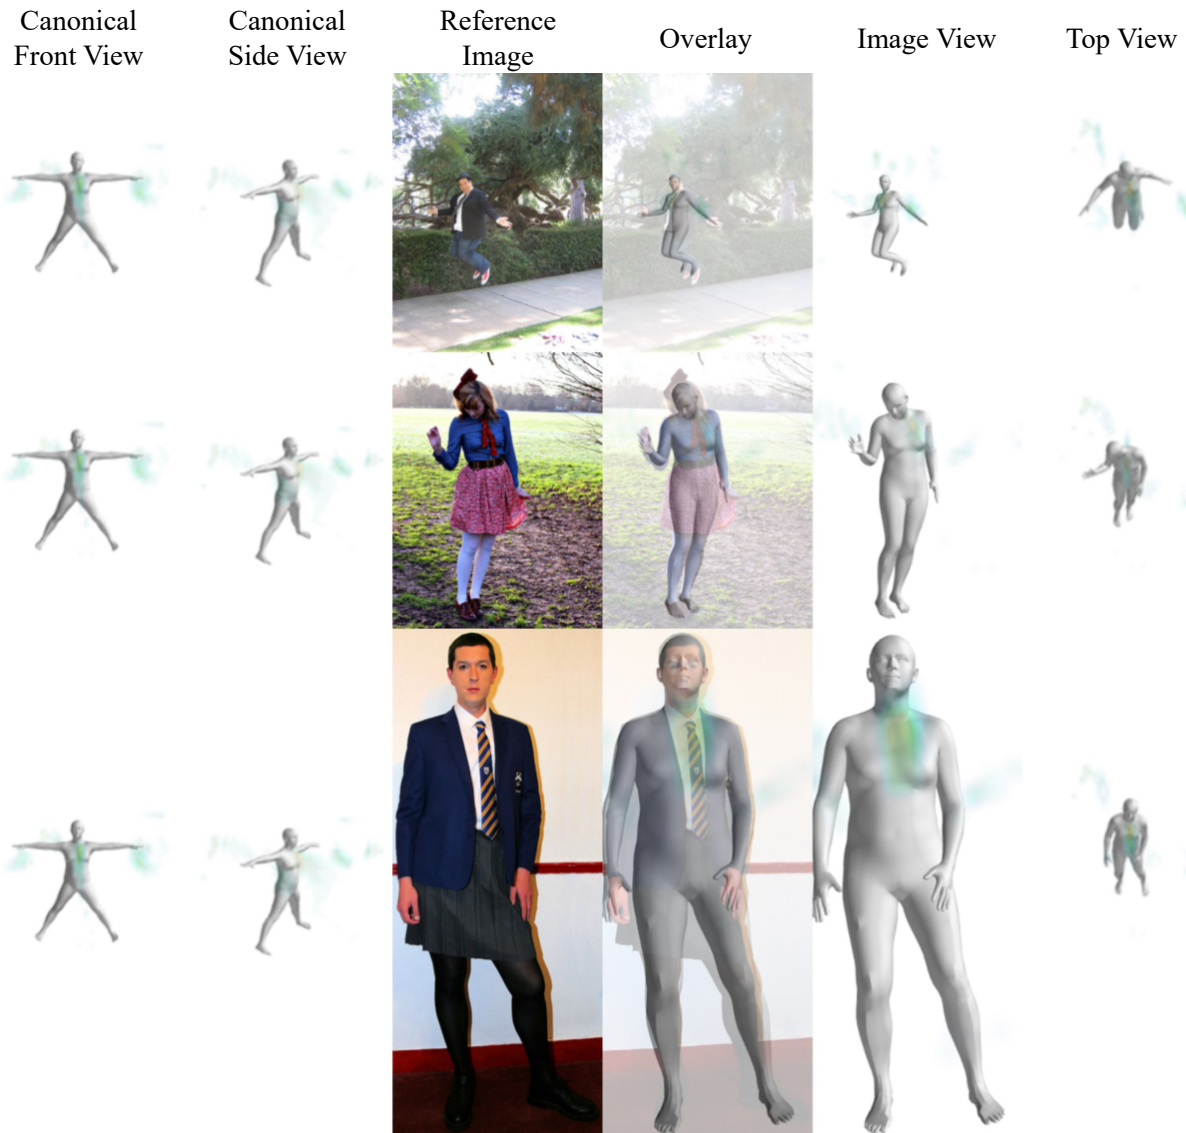 Canonical
Front View
Canonical
Side View
Reference
Image
Overlay
Image View
Top View